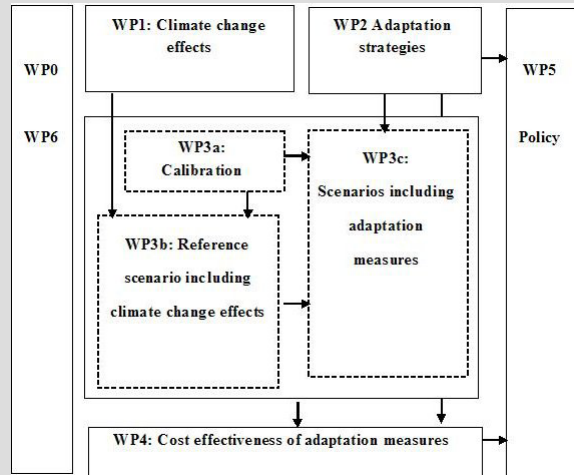 WP0
WP6
WP1: Climate change
effects
WP2 Adaptation
strategies
WP5
Policy
WP3a:
Calibration
WP3c:
Scenarios including
adaptation
measures
WP3b: Reference
scenario including
climate change effects
WP4: Cost effectiveness of adaptation measures